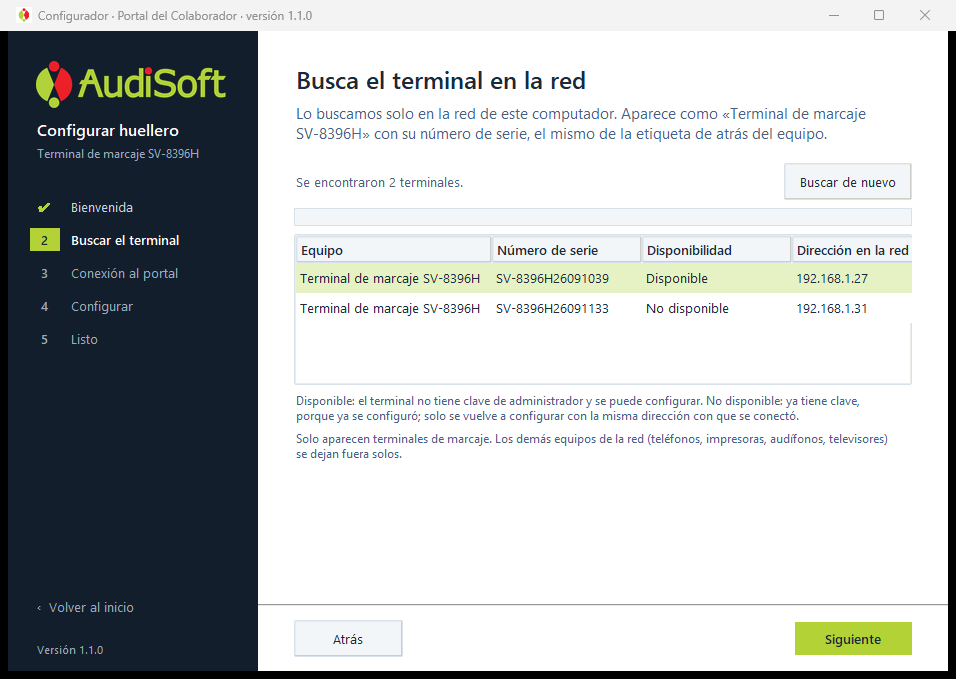 Configurador · Portal del Colaborador · versión 1.1.0
AudiSoft
Configurar huellero
Terminal de marcaje SV-8396H
Bienvenida
2 Buscar el terminal
3 Conexión al portal
4 Configurar
5 Listo
‹ Volver al inicio
Versión 1.1.0
Busca el terminal en la red
Lo buscamos solo en la red de este computador. Aparece como «Terminal de marcaje
SV-8396H» con su número de serie, el mismo de la etiqueta de atrás del equipo.
Se encontraron 2 terminales.
Buscar de nuevo
Equipo Número de serie Disponibilidad Dirección en la red
Terminal de marcaje SV-8396H SV-8396H26091039 Disponible 192.168.1.27
Terminal de marcaje SV-8396H SV-8396H26091133 No disponible 192.168.1.31
Disponible: el terminal no tiene clave de administrador y se puede configurar. No disponible: ya tiene clave,
porque ya se configuró; solo se vuelve a configurar con la misma dirección con que se conectó.
Solo aparecen terminales de marcaje. Los demás equipos de la red (teléfonos, impresoras, audífonos, televisores)
se dejan fuera solos.
Atrás
Siguiente